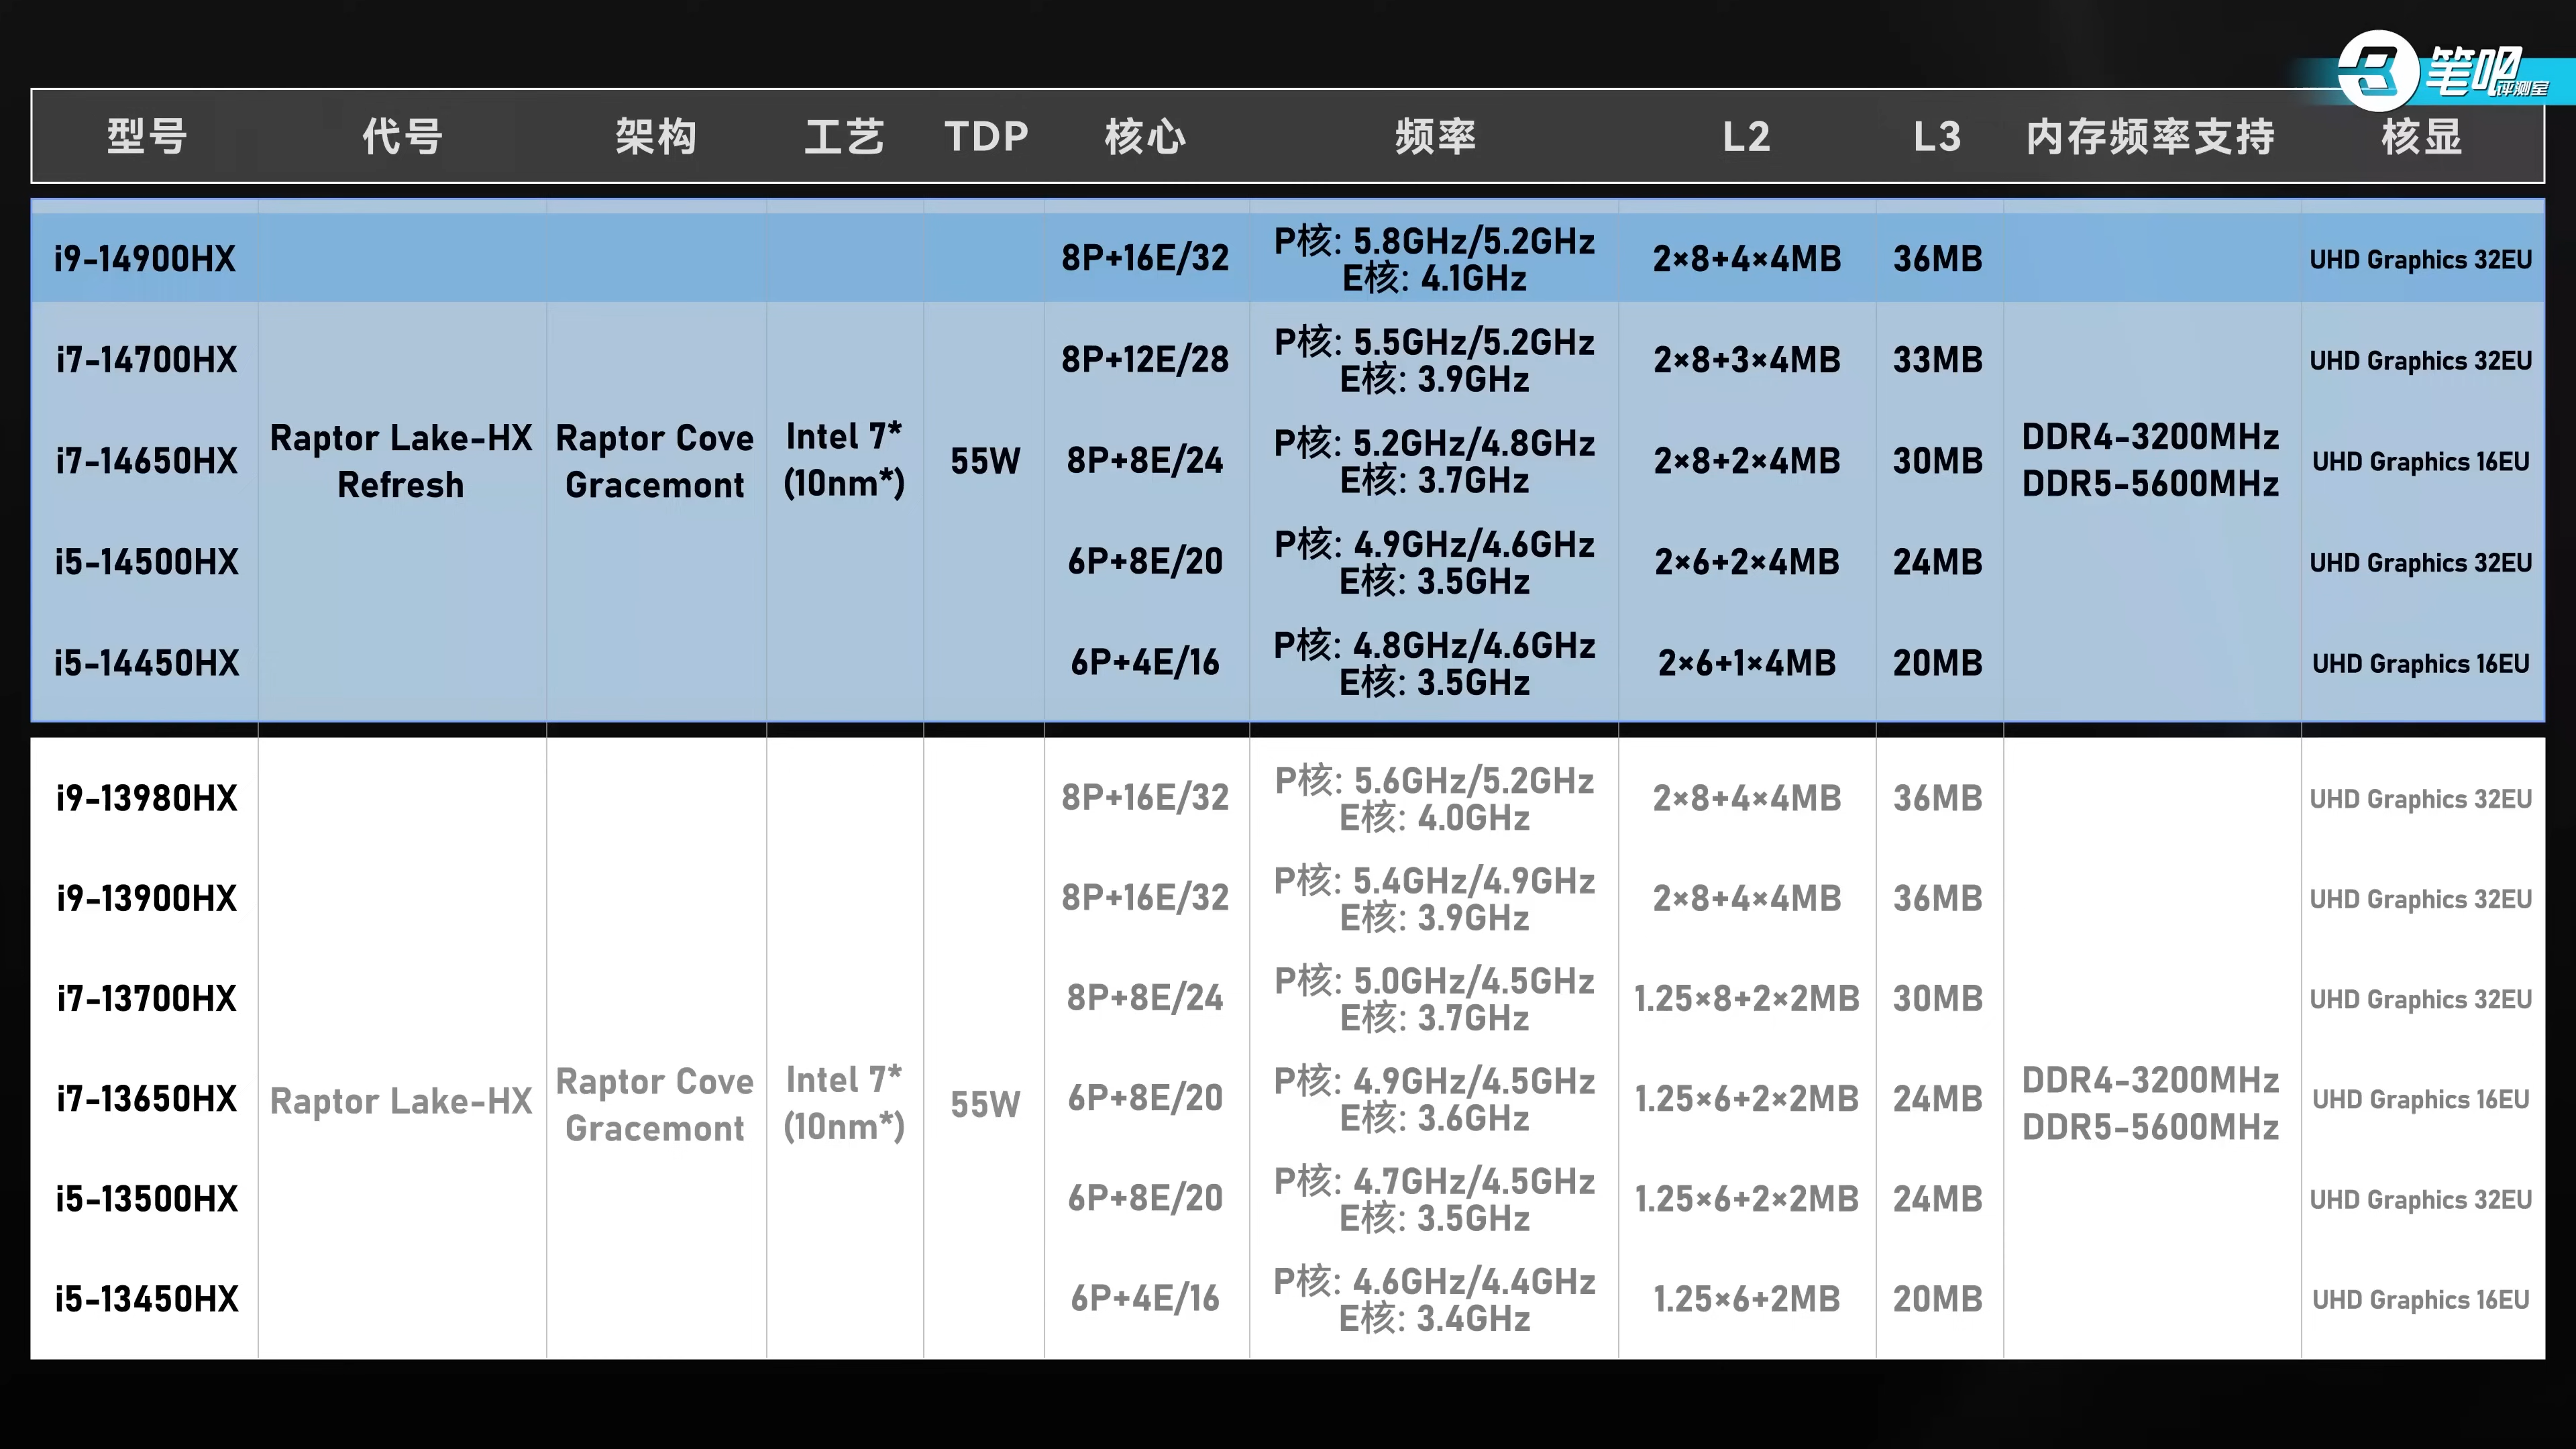 笔吧评测室
型号 代号 架构 工艺 TDP 核心 频率 L2 L3 内存频率支持 核显
i9-14900HX 8P+16E/32 P核: 5.8GHz/5.2GHz 2×8+4×4MB 36MB UHD Graphics 32EU
E核: 4.1GHz
i7-14700HX 8P+12E/28 P核: 5.5GHz/5.2GHz 2×8+3×4MB 33MB UHD Graphics 32EU
E核: 3.9GHz
Raptor Lake-HX Raptor Cove Intel 7* DDR4-3200MHz
i7-14650HX 55W 8P+8E/24 P核: 5.2GHz/4.8GHz 2×8+2×4MB 30MB UHD Graphics 16EU
E核: 3.7GHz
Refresh Gracemont (10nm*) DDR5-5600MHz
i5-14500HX 6P+8E/20 P核: 4.9GHz/4.6GHz 2×6+2×4MB 24MB UHD Graphics 32EU
E核: 3.5GHz
i5-14450HX 6P+4E/16 P核: 4.8GHz/4.6GHz 2×6+1×4MB 20MB UHD Graphics 16EU
E核: 3.5GHz
i9-13980HX 8P+16E/32 P核: 5.6GHz/5.2GHz 2×8+4×4MB 36MB UHD Graphics 32EU
E核: 4.0GHz
i9-13900HX 8P+16E/32 P核: 5.4GHz/4.9GHz 2×8+4×4MB 36MB UHD Graphics 32EU
E核: 3.9GHz
i7-13700HX 8P+8E/24 P核: 5.0GHz/4.5GHz 1.25×8+2×2MB 30MB UHD Graphics 32EU
E核: 3.7GHz
Raptor Cove Intel 7* DDR4-3200MHz
i7-13650HX Raptor Lake-HX 55W 6P+8E/20 P核: 4.9GHz/4.5GHz 1.25×6+2×2MB 24MB UHD Graphics 16EU
E核: 3.6GHz
Gracemont (10nm*) DDR5-5600MHz
i5-13500HX 6P+8E/20 P核: 4.7GHz/4.5GHz 1.25×6+2×2MB 24MB UHD Graphics 32EU
E核: 3.5GHz
i5-13450HX 6P+4E/16 P核: 4.6GHz/4.4GHz 1.25×6+2MB 20MB UHD Graphics 16EU
E核: 3.4GHz